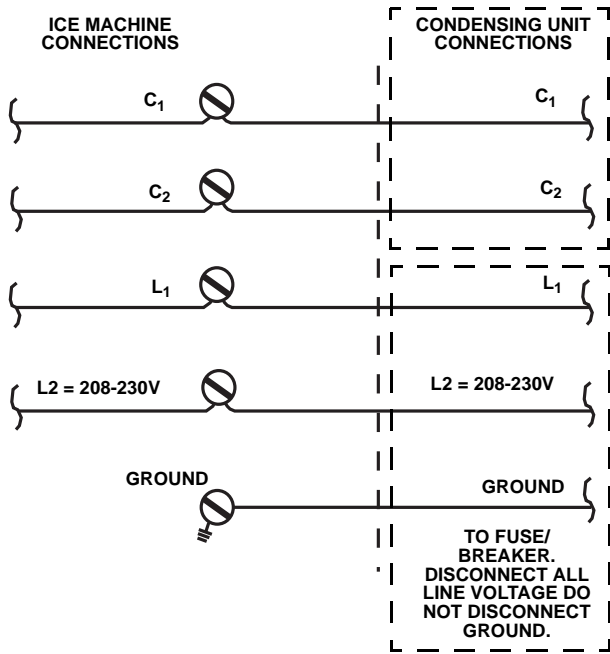 ICE MACHINE
CONNECTIONS
CONDENSING UNIT
CONNECTIONS
C1
C1
C2
C2
L1
L1
L2 = 208-230V
L2 = 208-230V
GROUND
GROUND
TO FUSE/
BREAKER.
DISCONNECT ALL
LINE VOLTAGE DO
NOT DISCONNECT
GROUND.